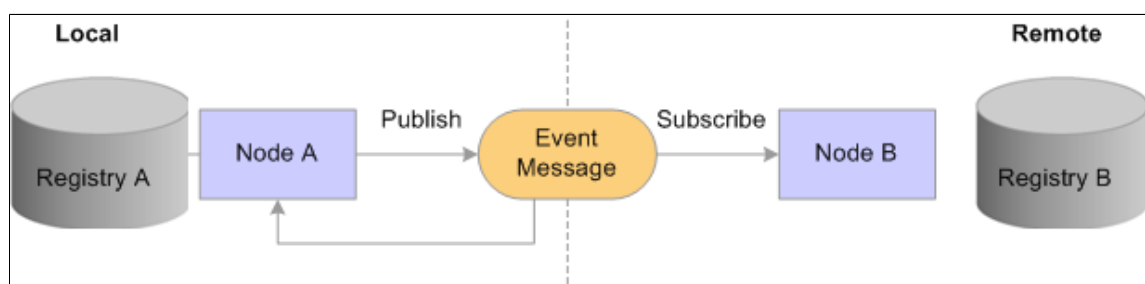 Local
Remote
Publish
Subscribe
Event
Message
Node A
Node B
Registry A
Registry B